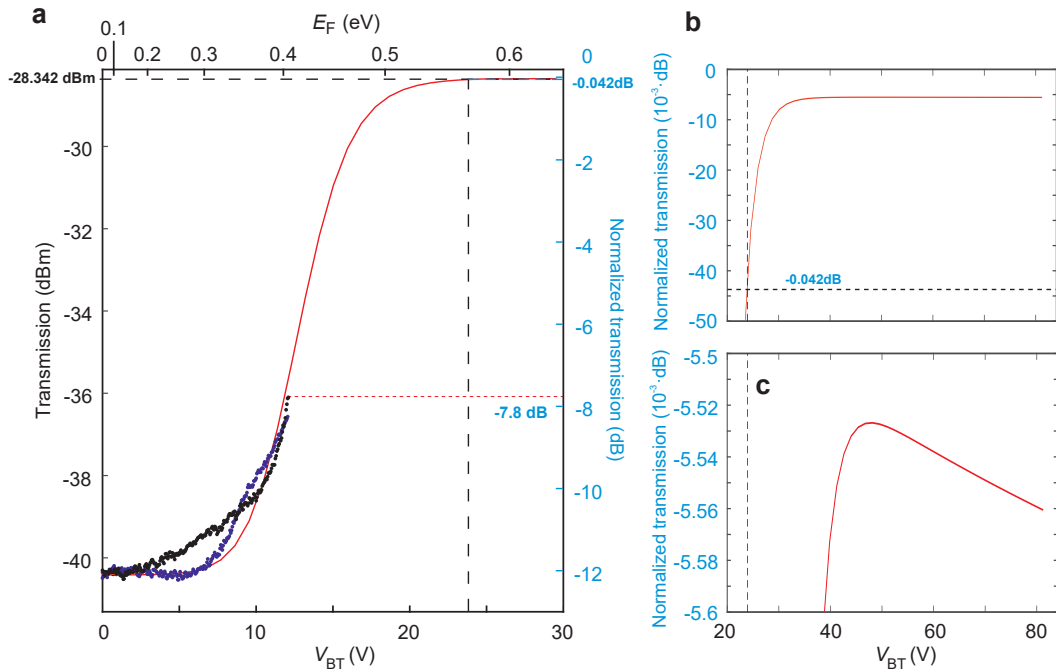 a
E_F (eV)
0 0.1 0.2 0.3 0.4 0.5 0.6
-28.342 dBm
-30
-32
-34
-36
-38
-40
Transmission (dBm)
0
-0.042dB
-2
-4
-6
-8
-10
-12
Normalized transmission (dB)
-7.8 dB
0 10 20 30
V_BT (V)
b
0
-10
-20
-30
-40
-50
Normalized transmission (10⁻³·dB)
-0.042dB
c
-5.5
-5.52
-5.54
-5.56
-5.58
-5.6
Normalized transmission (10⁻³·dB)
20 40 60 80
V_BT (V)